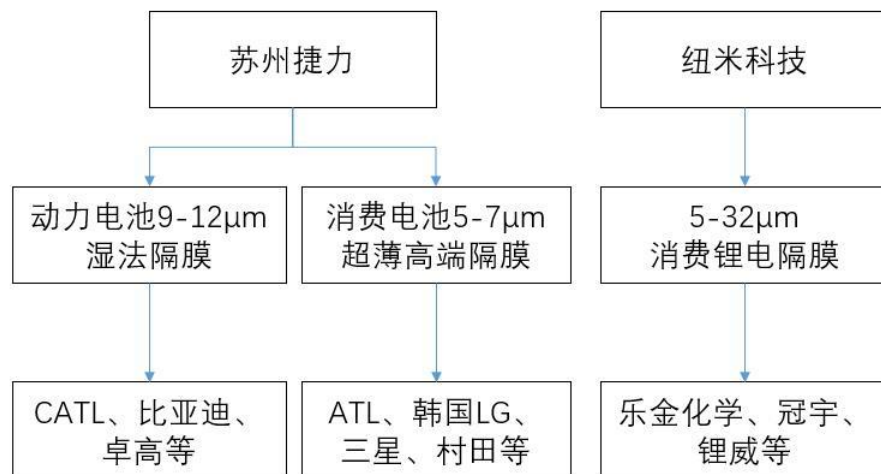 苏州捷力
纽米科技
动力电池9-12μm
湿法隔膜
消费电池5-7μm
超薄高端隔膜
5-32μm
消费锂电隔膜
CATL、比亚迪、
卓高等
ATL、韩国LG、
三星、村田等
乐金化学、冠宇、
锂威等